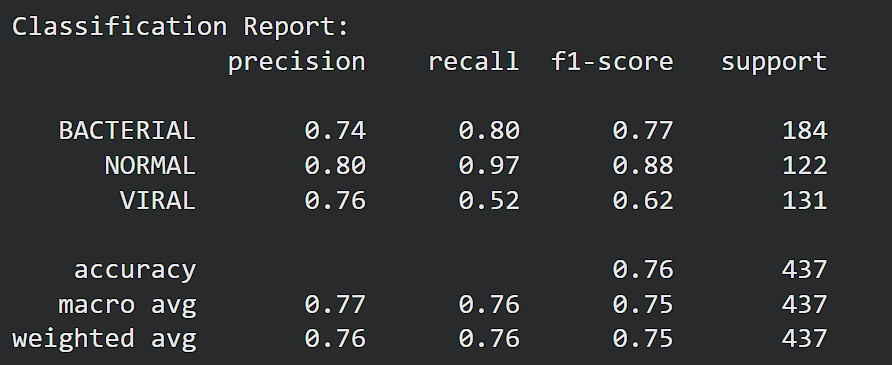 Classification Report:
precision recall f1-score support
BACTERIAL 0.74 0.80 0.77 184
NORMAL 0.80 0.97 0.88 122
VIRAL 0.76 0.52 0.62 131
accuracy 0.76 437
macro avg 0.77 0.76 0.75 437
weighted avg 0.76 0.76 0.75 437